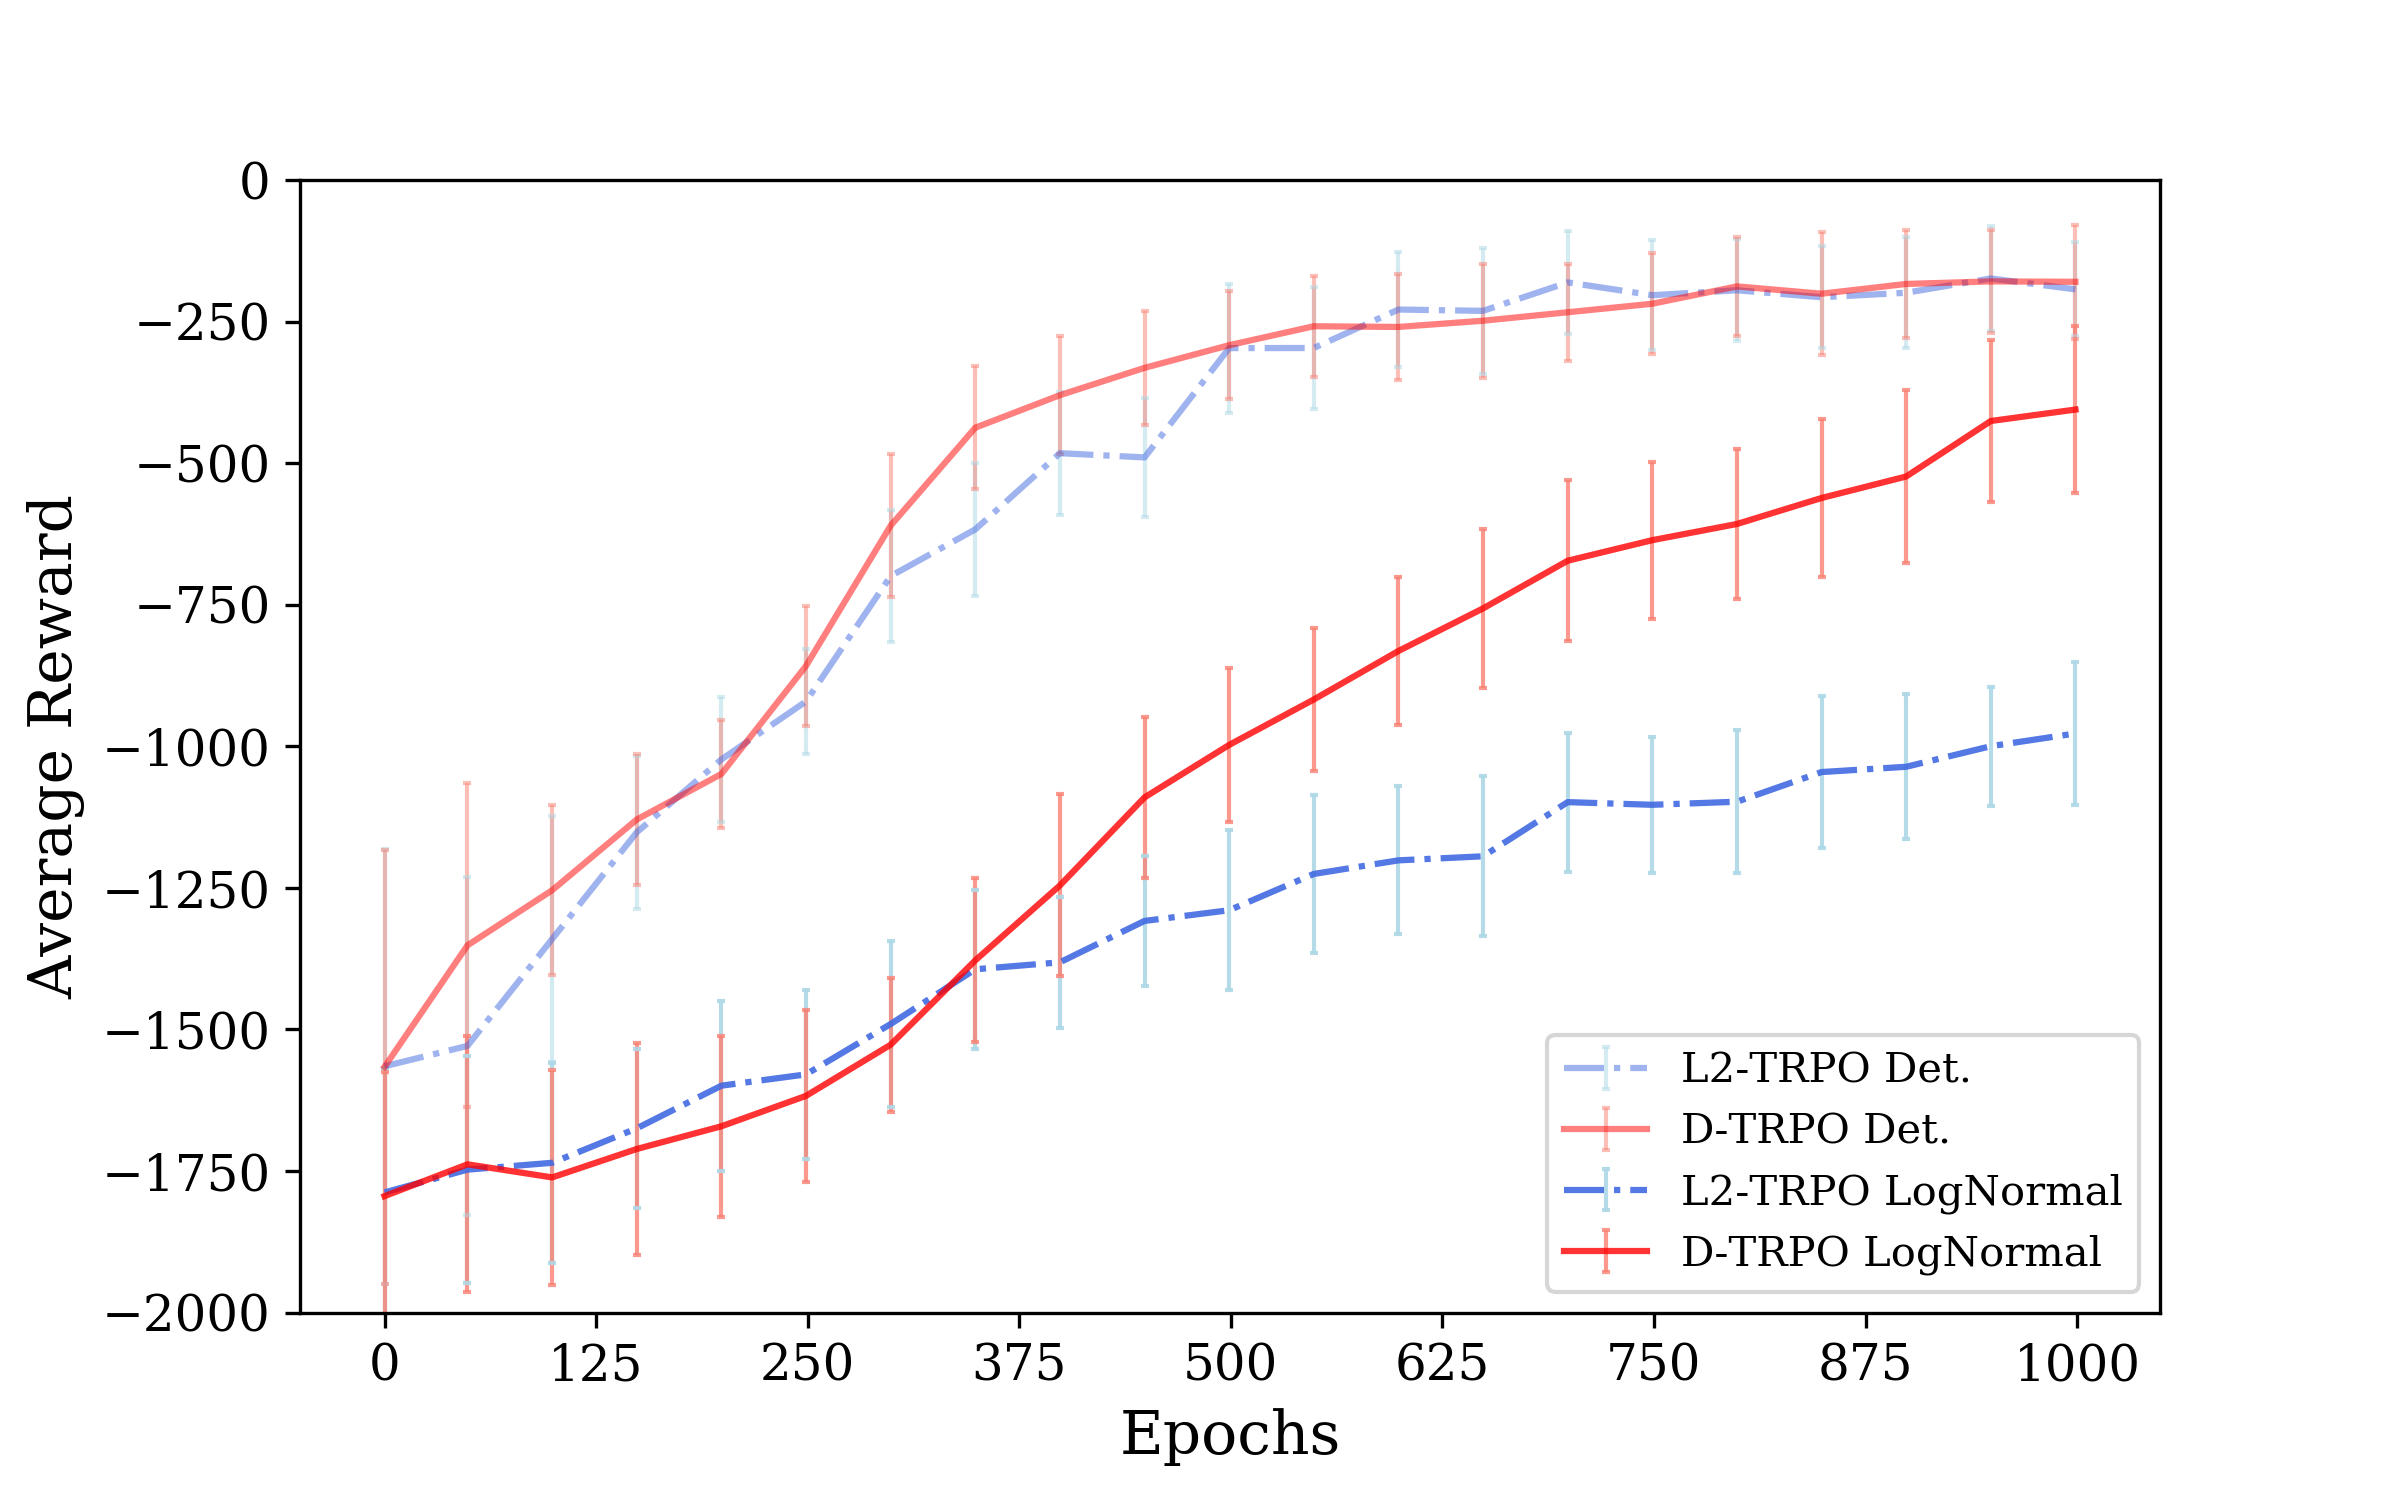 0
−250
−500
−750
−1000
−1250
−1500
−1750
−2000
Average Reward
0 125 250 375 500 625 750 875 1000
Epochs
L2-TRPO Det.
D-TRPO Det.
L2-TRPO LogNormal
D-TRPO LogNormal